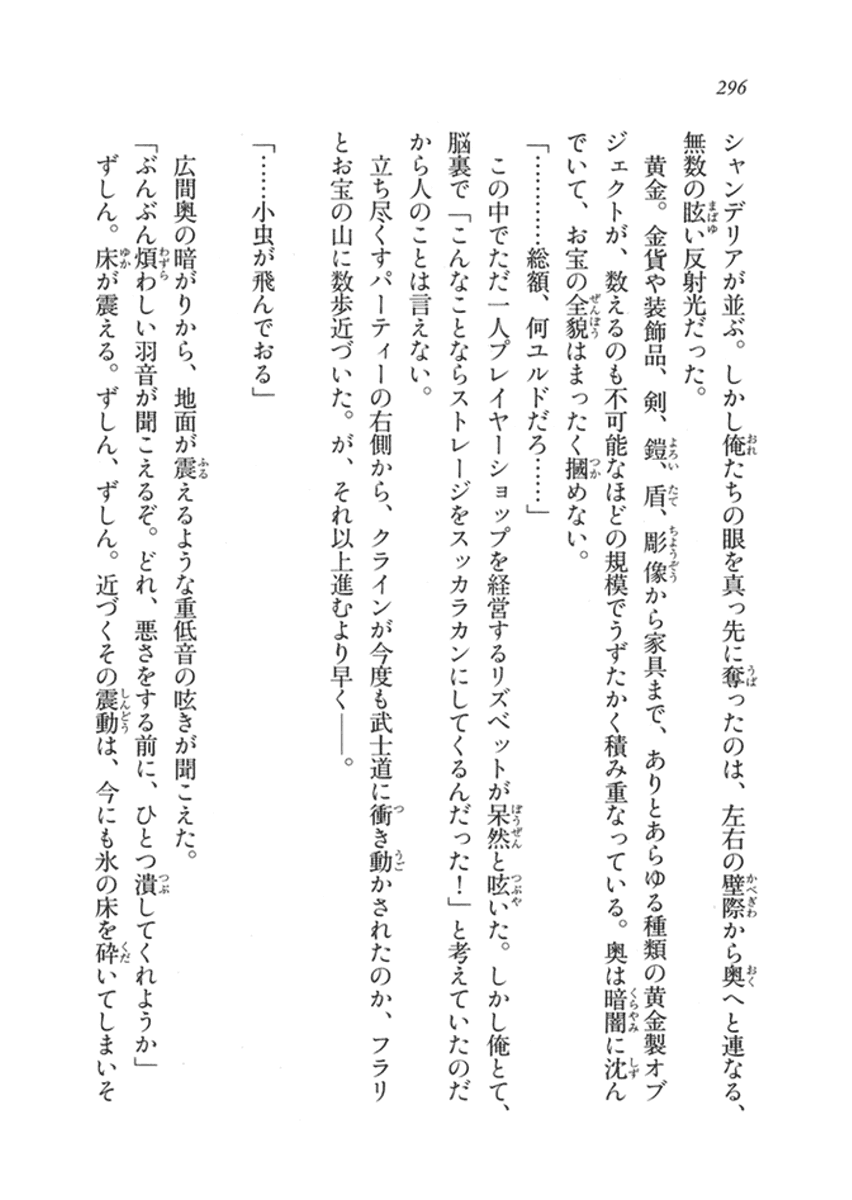 296
シャンデリアが並ぶ。しかし俺たちの眼を真っ先に奪ったのは、左右の壁際から奥へと連なる、
無数の眩い反射光だった。
黄金。金貨や装飾品、剣、鎧、盾、彫像から家具まで、ありとあらゆる種類の黄金製オブ
ジェクトが、数えるのも不可能なほどの規模でうずたかく積み重なっている。奥は暗闇に沈ん
でいて、お宝の全貌はまったく摑めない。
「…………総額、何ユルドだろ……」
この中でただ一人プレイヤーショップを経営するリズベットが呆然と呟いた。しかし俺とて、
脳裏で「こんなことならストレージをスッカラカンにしてくるんだった！」と考えていたのだ
から人のことは言えない。
立ち尽くすパーティーの右側から、クラインが今度も武士道に衝き動かされたのか、フラリ
とお宝の山に数歩近づいた。が、それ以上進むより早く――。
「……小虫が飛んでおる」
広間奥の暗がりから、地面が震えるような重低音の呟きが聞こえた。
「ぶんぶん煩わしい羽音が聞こえるぞ。どれ、悪さをする前に、ひとつ潰してくれようか」
ずしん。床が震える。ずしん、ずしん。近づくその震動は、今にも氷の床を砕いてしまいそ